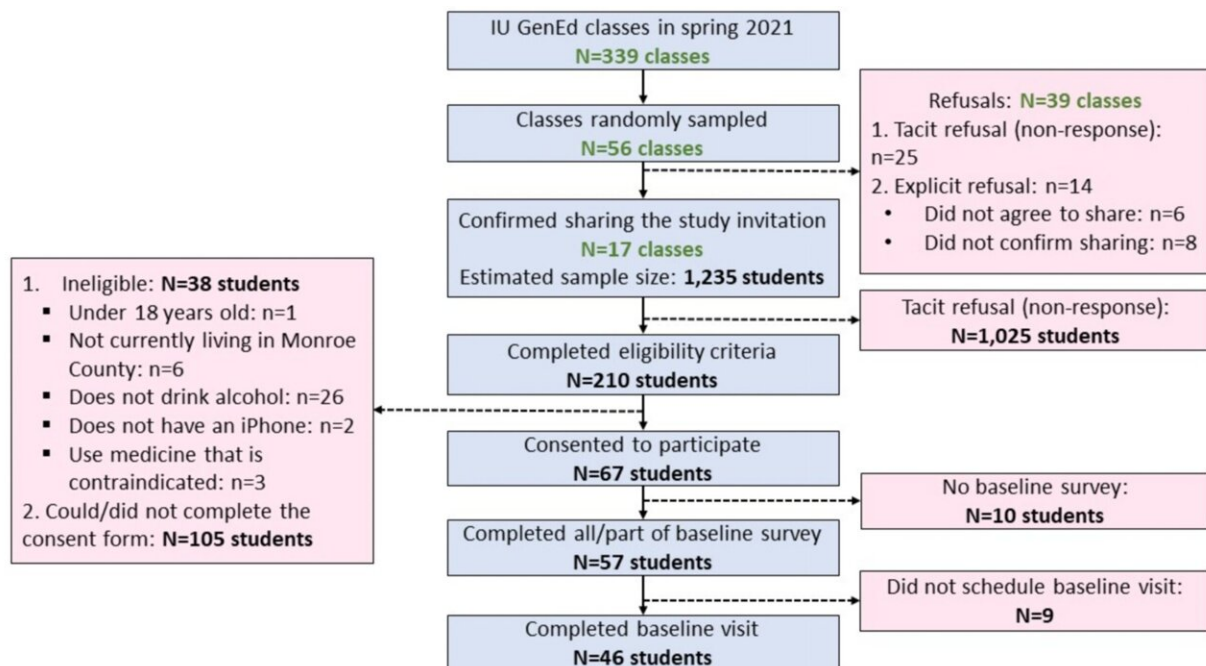 IU GenEd classes in spring 2021
N=339 classes
Classes randomly sampled
N=56 classes
Refusals: N=39 classes
1. Tacit refusal (non-response):
n=25
2. Explicit refusal: n=14
• Did not agree to share: n=6
• Did not confirm sharing: n=8
Confirmed sharing the study invitation
N=17 classes
Estimated sample size: 1,235 students
Tacit refusal (non-response):
N=1,025 students
Completed eligibility criteria
N=210 students
1. Ineligible: N=38 students
▪ Under 18 years old: n=1
▪ Not currently living in Monroe
County: n=6
▪ Does not drink alcohol: n=26
▪ Does not have an iPhone: n=2
▪ Use medicine that is
contraindicated: n=3
2. Could/did not complete the
consent form: N=105 students
Consented to participate
N=67 students
No baseline survey:
N=10 students
Completed all/part of baseline survey
N=57 students
Did not schedule baseline visit:
N=9
Completed baseline visit
N=46 students